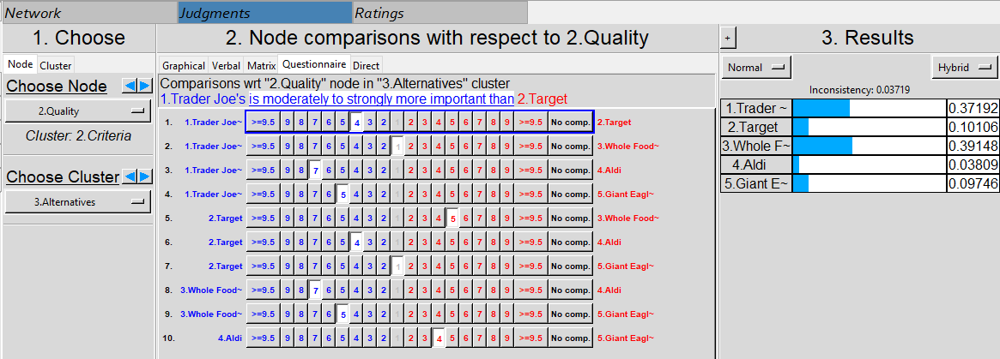 Network Judgments Ratings
1. Choose
2. Node comparisons with respect to 2.Quality
3. Results
Node Cluster
Choose Node
2.Quality
Cluster: 2.Criteria
Choose Cluster
3.Alternatives
Graphical Verbal Matrix Questionnaire Direct
Comparisons wrt "2.Quality" node in "3.Alternatives" cluster
1.Trader Joe's is moderately to strongly more important than 2.Target
1. 1.Trader Joe~ >=9.5 9 8 7 6 5 4 3 2 1 2 3 4 5 6 7 8 9 >=9.5 No comp. 2.Target
2. 1.Trader Joe~ >=9.5 9 8 7 6 5 4 3 2 1 2 3 4 5 6 7 8 9 >=9.5 No comp. 3.Whole Food~
3. 1.Trader Joe~ >=9.5 9 8 7 6 5 4 3 2 1 2 3 4 5 6 7 8 9 >=9.5 No comp. 4.Aldi
4. 1.Trader Joe~ >=9.5 9 8 7 6 5 4 3 2 1 2 3 4 5 6 7 8 9 >=9.5 No comp. 5.Giant Eagl~
5. 2.Target >=9.5 9 8 7 6 5 4 3 2 1 2 3 4 5 6 7 8 9 >=9.5 No comp. 3.Whole Food~
6. 2.Target >=9.5 9 8 7 6 5 4 3 2 1 2 3 4 5 6 7 8 9 >=9.5 No comp. 4.Aldi
7. 2.Target >=9.5 9 8 7 6 5 4 3 2 1 2 3 4 5 6 7 8 9 >=9.5 No comp. 5.Giant Eagl~
8. 3.Whole Food~ >=9.5 9 8 7 6 5 4 3 2 1 2 3 4 5 6 7 8 9 >=9.5 No comp. 4.Aldi
9. 3.Whole Food~ >=9.5 9 8 7 6 5 4 3 2 1 2 3 4 5 6 7 8 9 >=9.5 No comp. 5.Giant Eagl~
10. 4.Aldi >=9.5 9 8 7 6 5 4 3 2 1 2 3 4 5 6 7 8 9 >=9.5 No comp. 5.Giant Eagl~
+
Normal Hybrid
Inconsistency: 0.03719
1.Trader ~ 0.37192
2.Target 0.10106
3.Whole F~ 0.39148
4.Aldi 0.03809
5.Giant E~ 0.09746